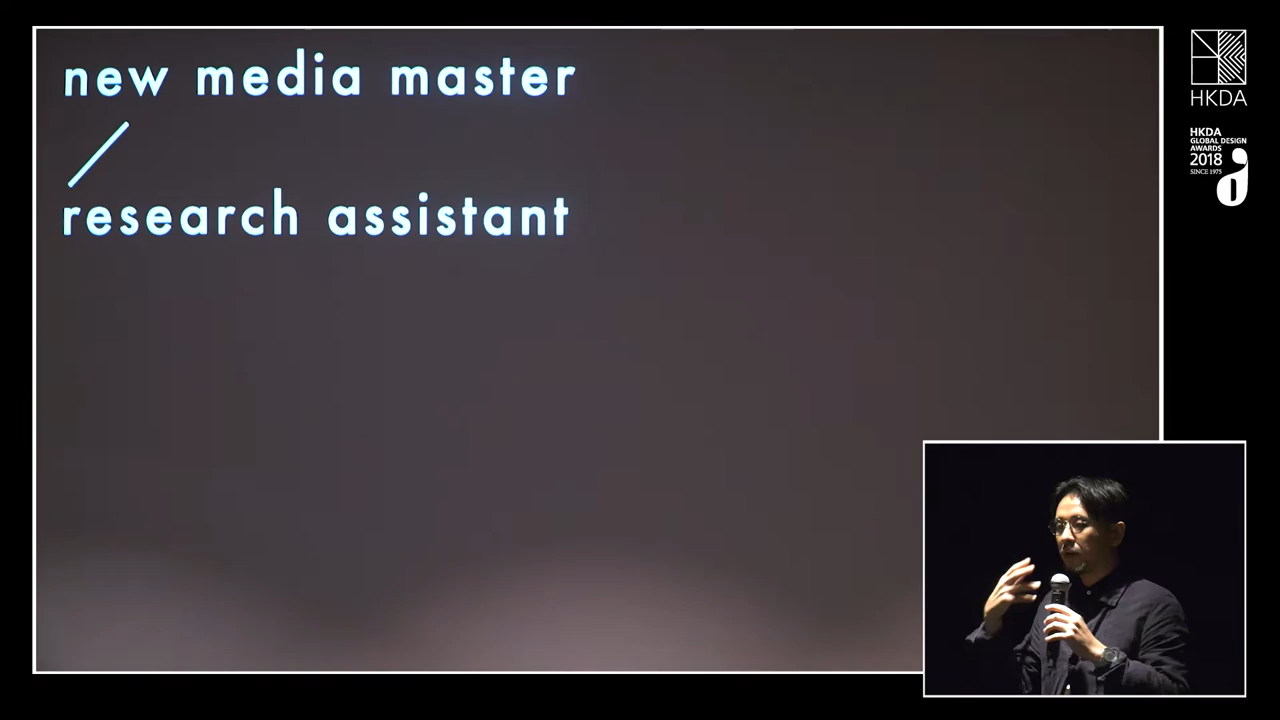 new media master
/
research assistant
HKDA
HKDA
GLOBAL DESIGN
AWARDS
2018
SINCE 1975